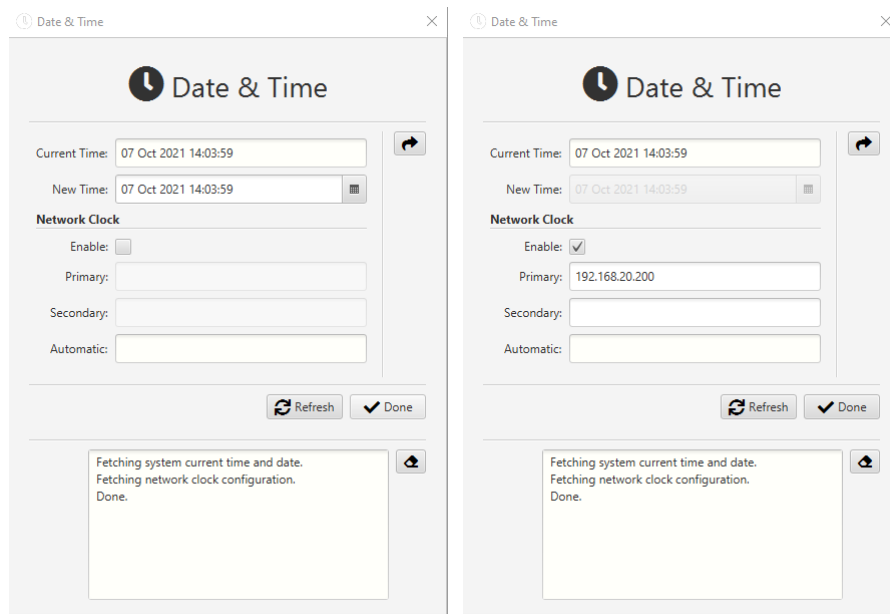 Date & Time
Date & Time
Current Time: 07 Oct 2021 14:03:59
New Time: 07 Oct 2021 14:03:59
Network Clock
Enable:
Primary:
Secondary:
Automatic:
Refresh Done
Fetching system current time and date.
Fetching network clock configuration.
Done.
Date & Time
Date & Time
Current Time: 07 Oct 2021 14:03:59
New Time: 07 Oct 2021 14:03:59
Network Clock
Enable:
Primary: 192.168.20.200
Secondary:
Automatic:
Refresh Done
Fetching system current time and date.
Fetching network clock configuration.
Done.